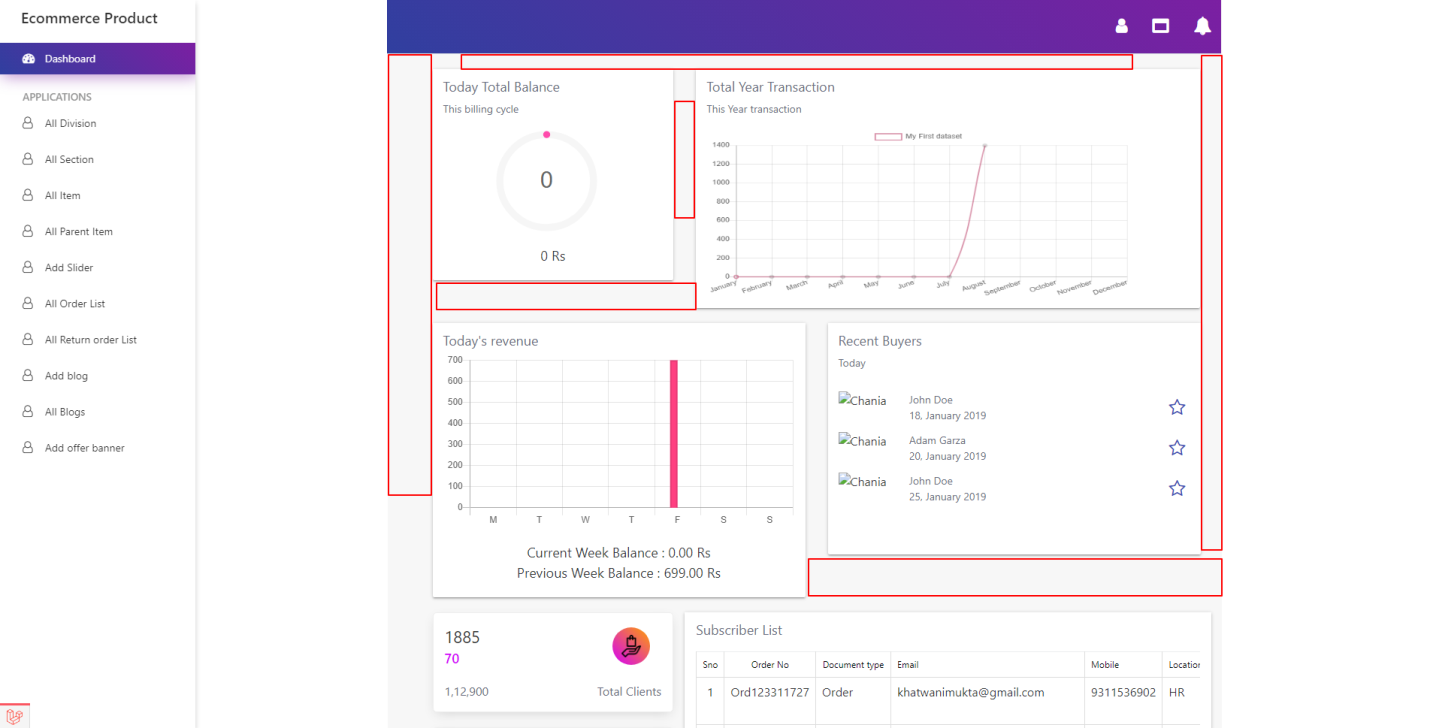 Ecommerce Product
Dashboard
APPLICATIONS
All Division
All Section
All Item
All Parent Item
Add Slider
All Order List
All Return order List
Add blog
All Blogs
Add offer banner
Today Total Balance
This billing cycle
0
0 Rs
Total Year Transaction
This Year transaction
My First dataset
1400
1200
1000
800
600
400
200
0
January February March April May June July August September October November December
Today's revenue
700
600
500
400
300
200
100
0
M T W T F S S
Current Week Balance : 0.00 Rs
Previous Week Balance : 699.00 Rs
Recent Buyers
Today
Chania
John Doe
18, January 2019
Chania
Adam Garza
20, January 2019
Chania
John Doe
25, January 2019
1885
70
1,12,900 Total Clients
Subscriber List
Sno Order No Document type Email Mobile Location
1 Ord123311727 Order khatwanimukta@gmail.com 9311536902 HR